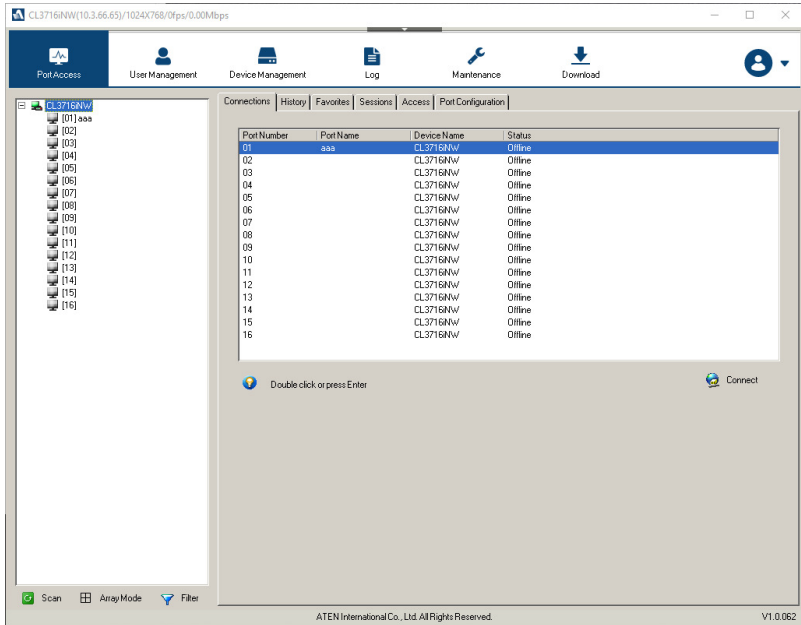 CL3716iNW(10.3.66.65)/1024X768/0fps/0.00Mbps
Port Access User Management Device Management Log Maintenance Download
CL3716iNW
[01] aaa
[02]
[03]
[04]
[05]
[06]
[07]
[08]
[09]
[10]
[11]
[12]
[13]
[14]
[15]
[16]
Connections History Favorites Sessions Access Port Configuration
Port Number Port Name Device Name Status
01 aaa CL3716iNW Offline
02 CL3716iNW Offline
03 CL3716iNW Offline
04 CL3716iNW Offline
05 CL3716iNW Offline
06 CL3716iNW Offline
07 CL3716iNW Offline
08 CL3716iNW Offline
09 CL3716iNW Offline
10 CL3716iNW Offline
11 CL3716iNW Offline
12 CL3716iNW Offline
13 CL3716iNW Offline
14 CL3716iNW Offline
15 CL3716iNW Offline
16 CL3716iNW Offline
Double click or press Enter
Connect
Scan Array Mode Filter
ATEN International Co., Ltd. All Rights Reserved. V1.0.062